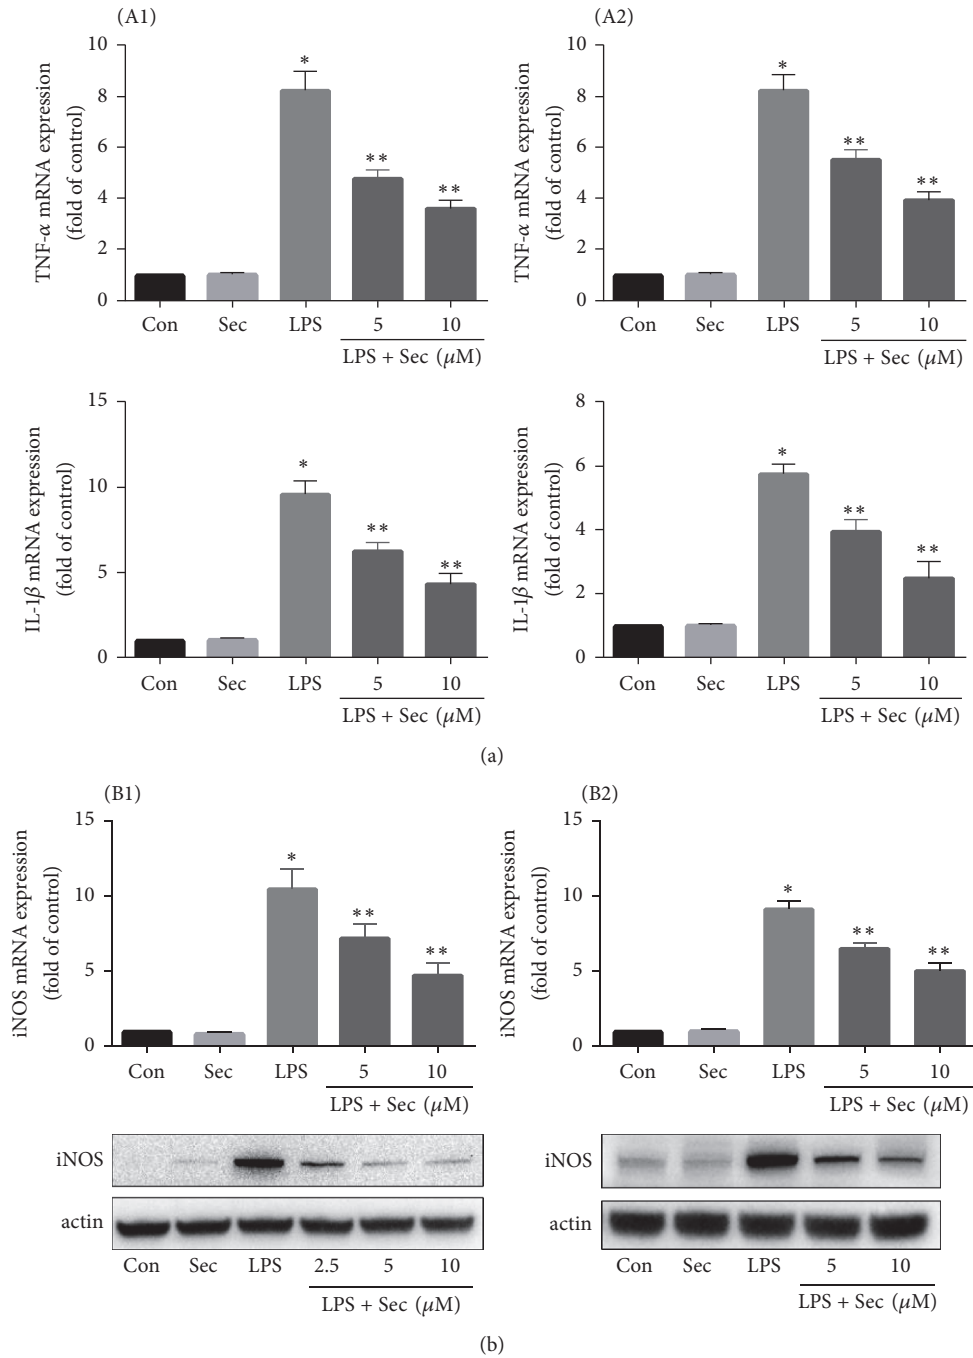 (A1)
TNF-α mRNA expression
(fold of control)
10
8
6
4
2
0
*
**
**
Con Sec LPS 5 10
LPS + Sec (μM)
(A2)
TNF-α mRNA expression
(fold of control)
10
8
6
4
2
0
*
**
**
Con Sec LPS 5 10
LPS + Sec (μM)
IL-1β mRNA expression
(fold of control)
15
10
5
0
*
**
**
Con Sec LPS 5 10
LPS + Sec (μM)
IL-1β mRNA expression
(fold of control)
8
6
4
2
0
*
**
**
Con Sec LPS 5 10
LPS + Sec (μM)
(a)
(B1)
iNOS mRNA expression
(fold of control)
15
10
5
0
*
**
**
Con Sec LPS 5 10
LPS + Sec (μM)
iNOS
actin
Con Sec LPS 2.5 5 10
LPS + Sec (μM)
(B2)
iNOS mRNA expression
(fold of control)
15
10
5
0
*
**
**
Con Sec LPS 5 10
LPS + Sec (μM)
iNOS
actin
Con Sec LPS 5 10
LPS + Sec (μM)
(b)